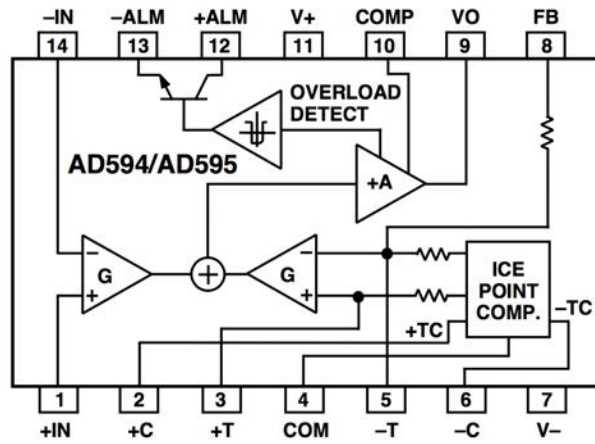 –IN –ALM +ALM V+ COMP VO FB
14 13 12 11 10 9 8
OVERLOAD
DETECT
AD594/AD595
+A
– – ICE
G + G POINT
+ + COMP. –TC
+TC
1 2 3 4 5 6 7
+IN +C +T COM –T –C V–